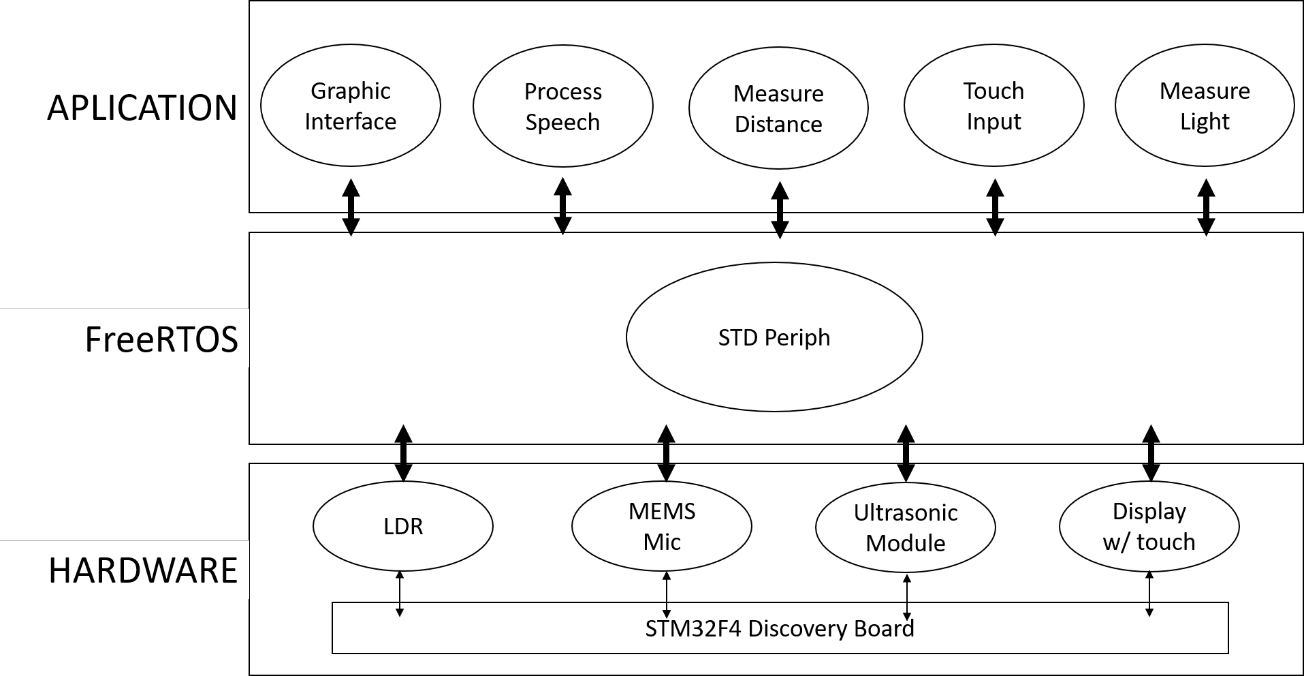 APLICATION
Graphic
Interface
Process
Speech
Measure
Distance
Touch
Input
Measure
Light
FreeRTOS
STD Periph
HARDWARE
LDR
MEMS
Mic
Ultrasonic
Module
Display
w/ touch
STM32F4 Discovery Board